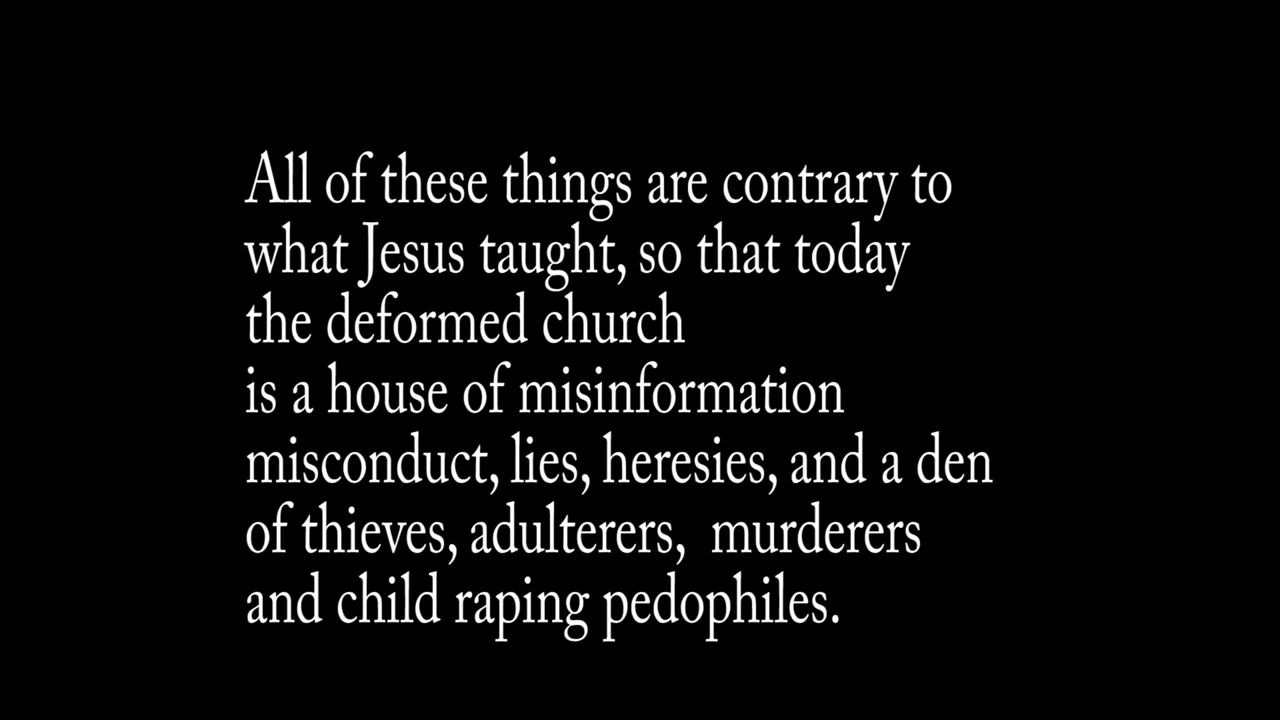 All of these things are contrary to
what Jesus taught, so that today
the deformed church
is a house of misinformation
misconduct, lies, heresies, and a den
of thieves, adulterers,  murderers
and child raping pedophiles.